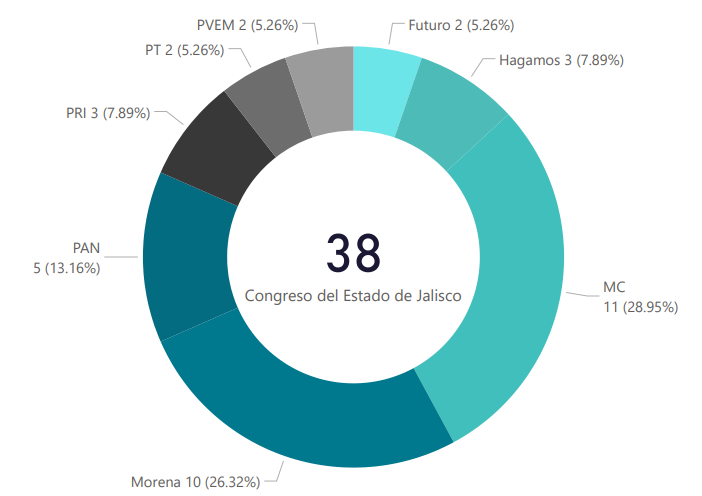 PVEM 2 (5.26%)
Futuro 2 (5.26%)
PT 2 (5.26%)
Hagamos 3 (7.89%)
PRI 3 (7.89%)
38
Congreso del Estado de Jalisco
PAN
5 (13.16%)
MC
11 (28.95%)
Morena 10 (26.32%)